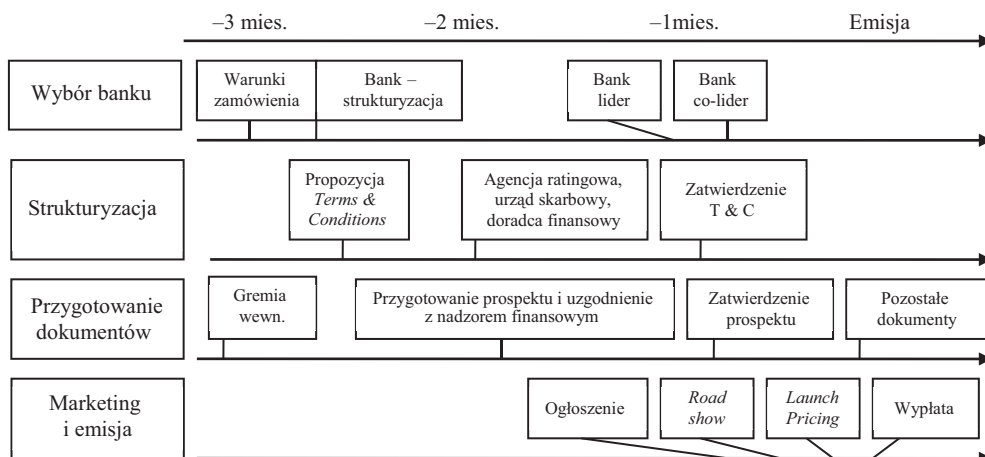 –3 mies.
–2 mies.
–1mies.
Emisja
Wybór banku
Warunki
zamówienia
Bank –
strukturyzacja
Bank
lider
Bank
co-lider
Strukturyzacja
Propozycja
Terms &
Conditions
Agencja ratingowa,
urząd skarbowy,
doradca finansowy
Zatwierdzenie
T & C
Przygotowanie
dokumentów
Gremia
wewn.
Przygotowanie prospektu i uzgodnienie
z nadzorem finansowym
Zatwierdzenie
prospektu
Pozostałe
dokumenty
Marketing
i emisja
Ogłoszenie
Road
show
Launch
Pricing
Wypłata